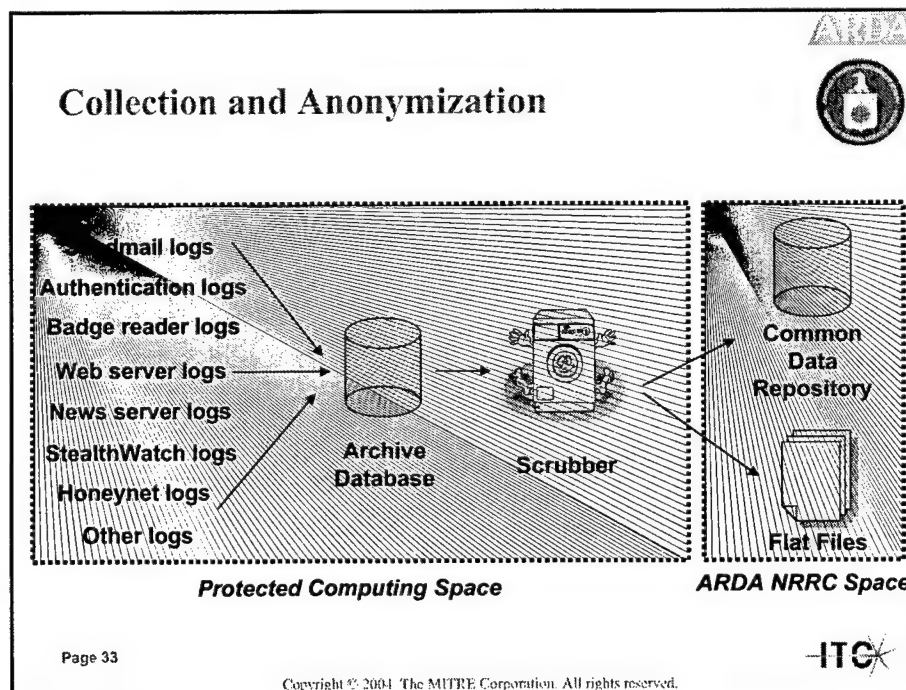 ARDA
Collection and Anonymization
dmail logs
Authentication logs
Badge reader logs
Web server logs
News server logs
StealthWatch logs
Honeynet logs
Other logs
Archive
Database
Scrubber
Common
Data
Repository
Flat Files
Protected Computing Space
ARDA NRRC Space
Page 33
ITC
Copyright © 2004 The MITRE Corporation. All rights reserved.